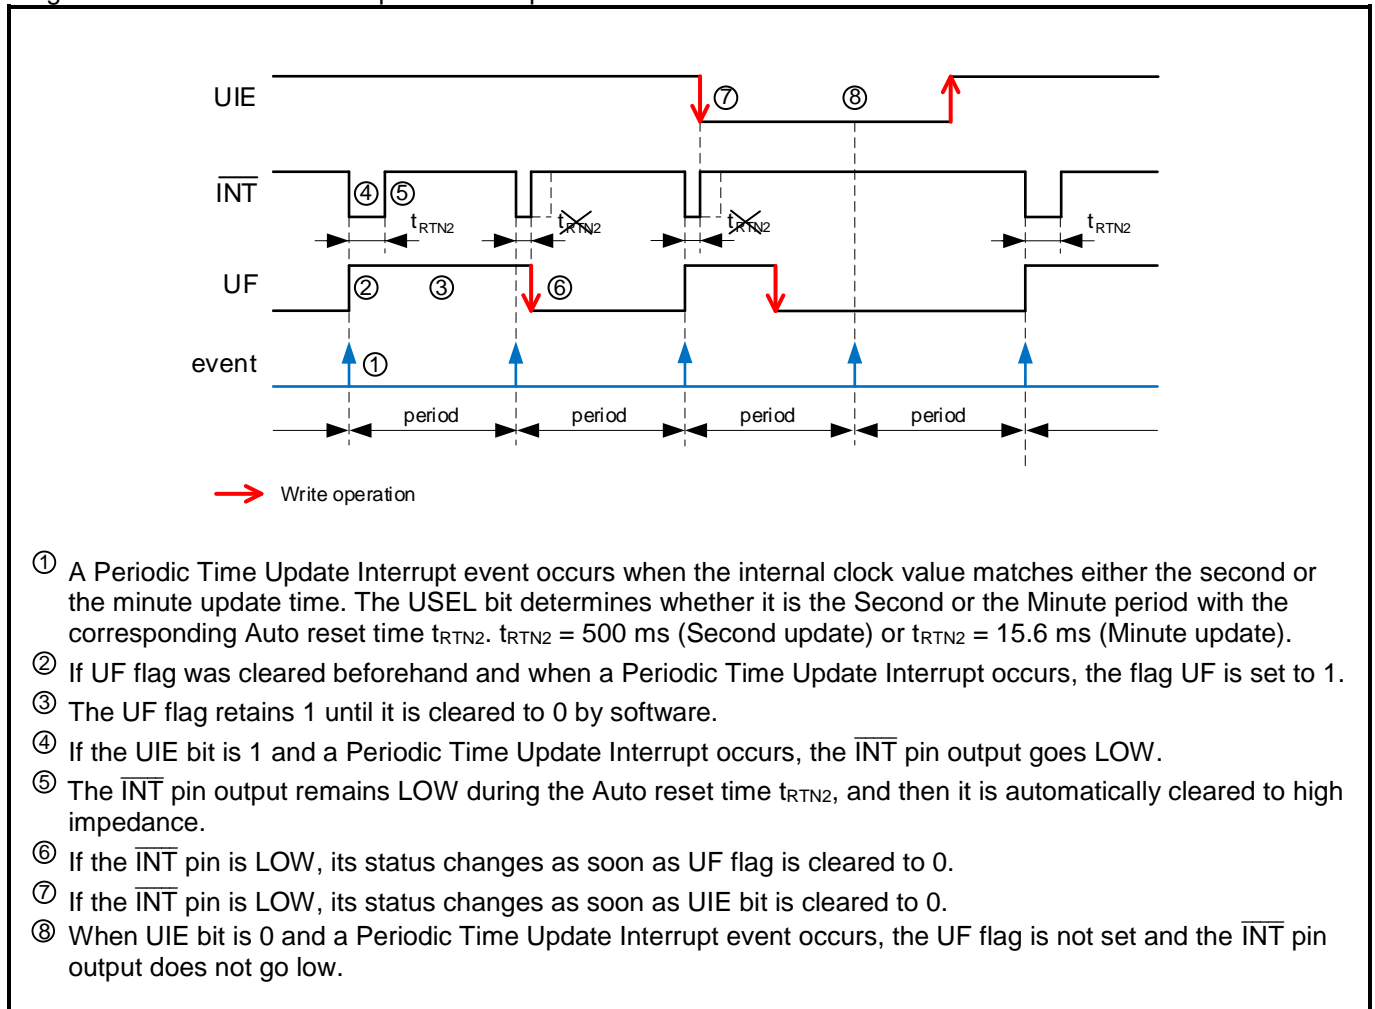 UIE
⑦
⑧
INT
④
⑤
tRTN2
tRTN2
tRTN2
tRTN2
UF
②
③
⑥
event
①
period
period
period
period
Write operation
① A Periodic Time Update Interrupt event occurs when the internal clock value matches either the second or
the minute update time. The USEL bit determines whether it is the Second or the Minute period with the
corresponding Auto reset time tRTN2. tRTN2 = 500 ms (Second update) or tRTN2 = 15.6 ms (Minute update).
② If UF flag was cleared beforehand and when a Periodic Time Update Interrupt occurs, the flag UF is set to 1.
③ The UF flag retains 1 until it is cleared to 0 by software.
④ If the UIE bit is 1 and a Periodic Time Update Interrupt occurs, the INT pin output goes LOW.
⑤ The INT pin output remains LOW during the Auto reset time tRTN2, and then it is automatically cleared to high
impedance.
⑥ If the INT pin is LOW, its status changes as soon as UF flag is cleared to 0.
⑦ If the INT pin is LOW, its status changes as soon as UIE bit is cleared to 0.
⑧ When UIE bit is 0 and a Periodic Time Update Interrupt event occurs, the UF flag is not set and the INT pin
output does not go low.